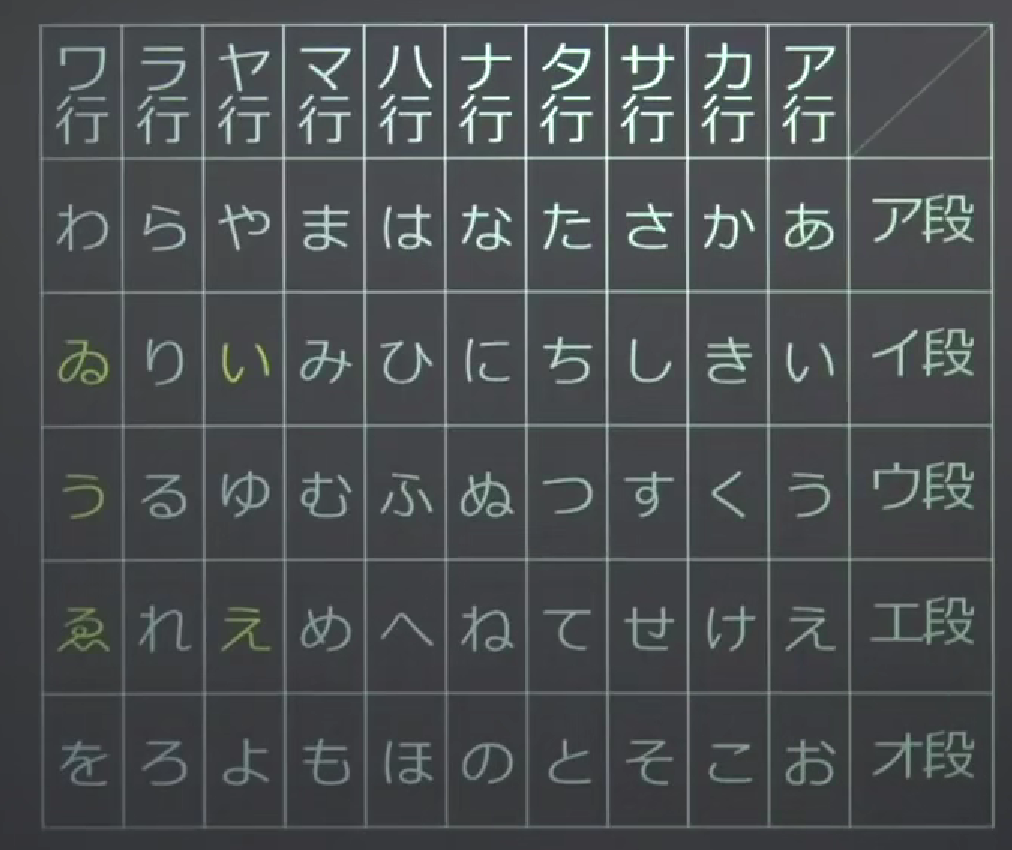 ワ行 ラ行 ヤ行 マ行 ハ行 ナ行 タ行 サ行 カ行 ア行
わ ら や ま は な た さ か あ ア段
ゐ り い み ひ に ち し き い イ段
う る ゆ む ふ ぬ つ す く う ウ段
ゑ れ え め へ ね て せ け え エ段
を ろ よ も ほ の と そ こ お オ段